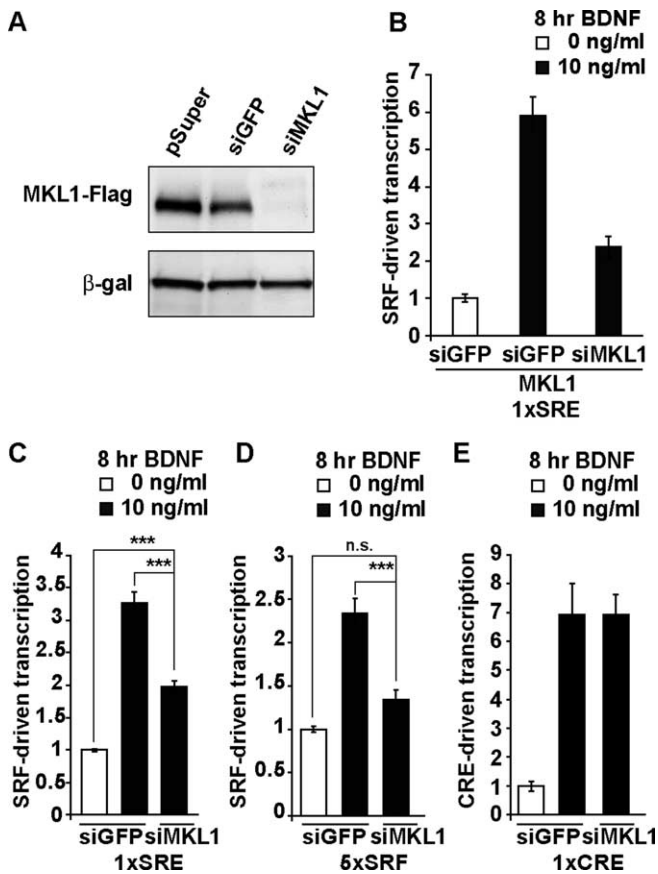 A
B
pSuper
siGFP
siMKL1
MKL1-Flag
β-gal
8 hr BDNF
0 ng/ml
10 ng/ml
SRF-driven transcription
7
6
5
4
3
2
1
0
siGFP siGFP siMKL1
MKL1
1xSRE
C
8 hr BDNF
0 ng/ml
10 ng/ml
SRF-driven transcription
4
3.5
3
2.5
2
1.5
1
0.5
0
***
***
siGFP siMKL1
1xSRE
D
8 hr BDNF
0 ng/ml
10 ng/ml
SRF-driven transcription
3
2.5
2
1.5
1
0.5
0
n.s.
***
siGFP siMKL1
5xSRF
E
8 hr BDNF
0 ng/ml
10 ng/ml
CRE-driven transcription
9
8
7
6
5
4
3
2
1
0
siGFP siMKL1
1xCRE